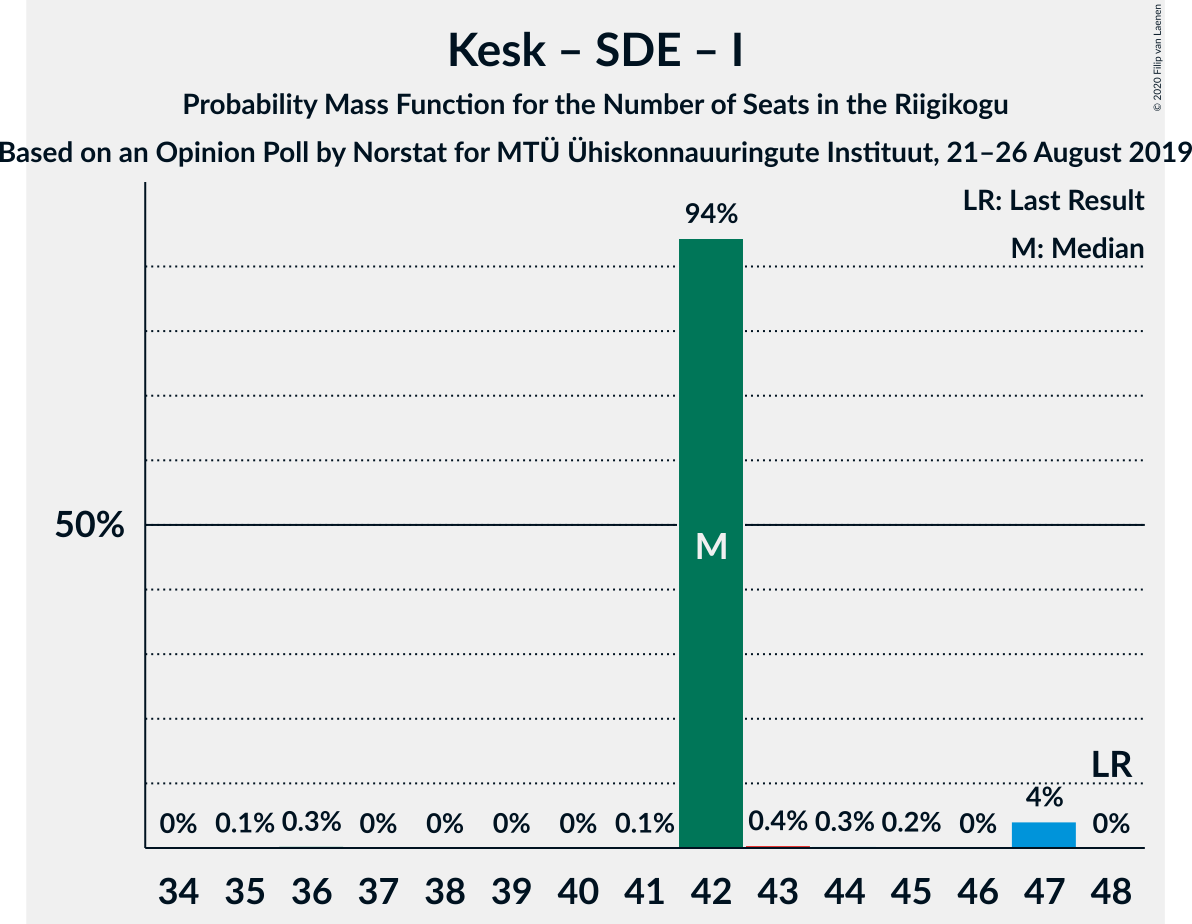 Kesk – SDE – I
Probability Mass Function for the Number of Seats in the Riigikogu
Based on an Opinion Poll by Norstat for MTÜ Ühiskonnauuringute Instituut, 21–26 August 2019
© 2020 Filip van Laenen
LR: Last Result
M: Median
94%
50%
M
LR
0% 0.1% 0.3% 0% 0% 0% 0% 0.1% 0.4% 0.3% 0.2% 0% 4% 0%
34 35 36 37 38 39 40 41 42 43 44 45 46 47 48